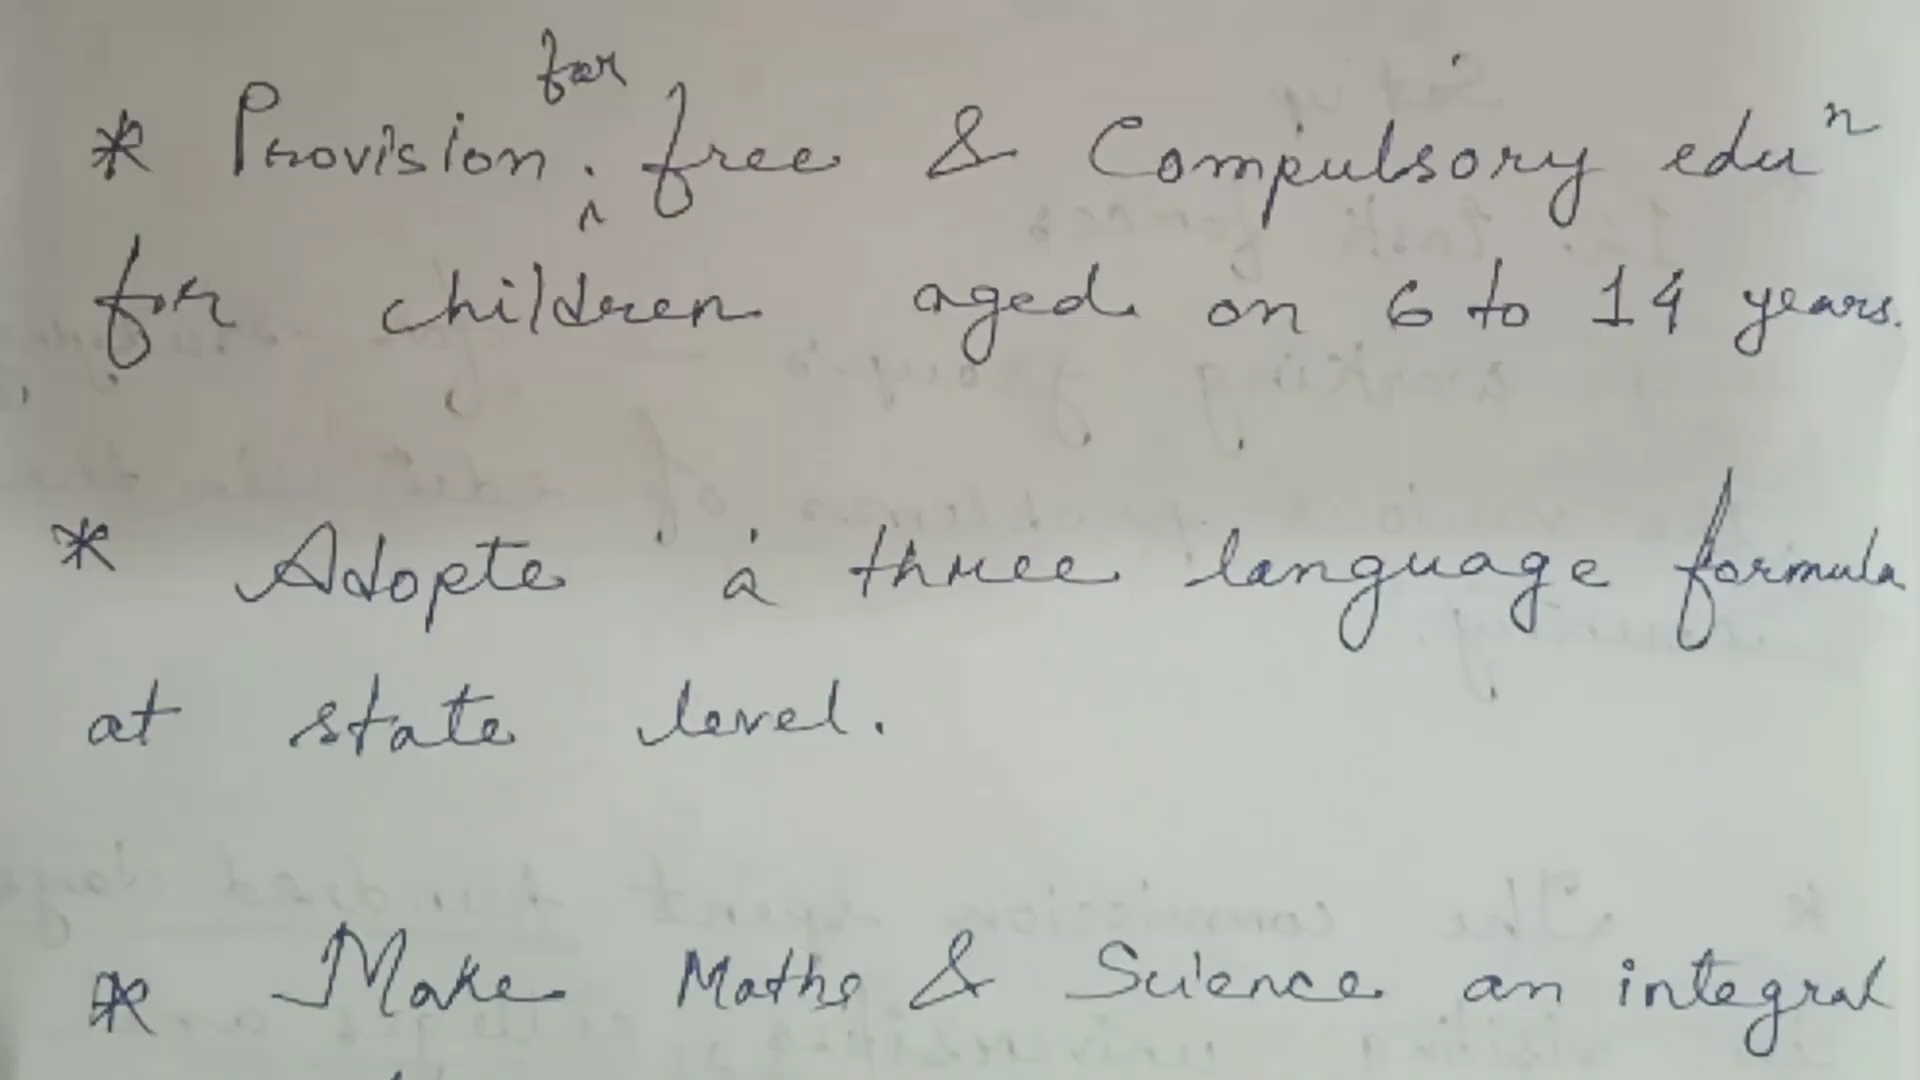 * Provision for free & Compulsory eduⁿ
for children aged on 6 to 14 years.
* Adopte a three language formula
at state level.
* Make Maths & Science an integral